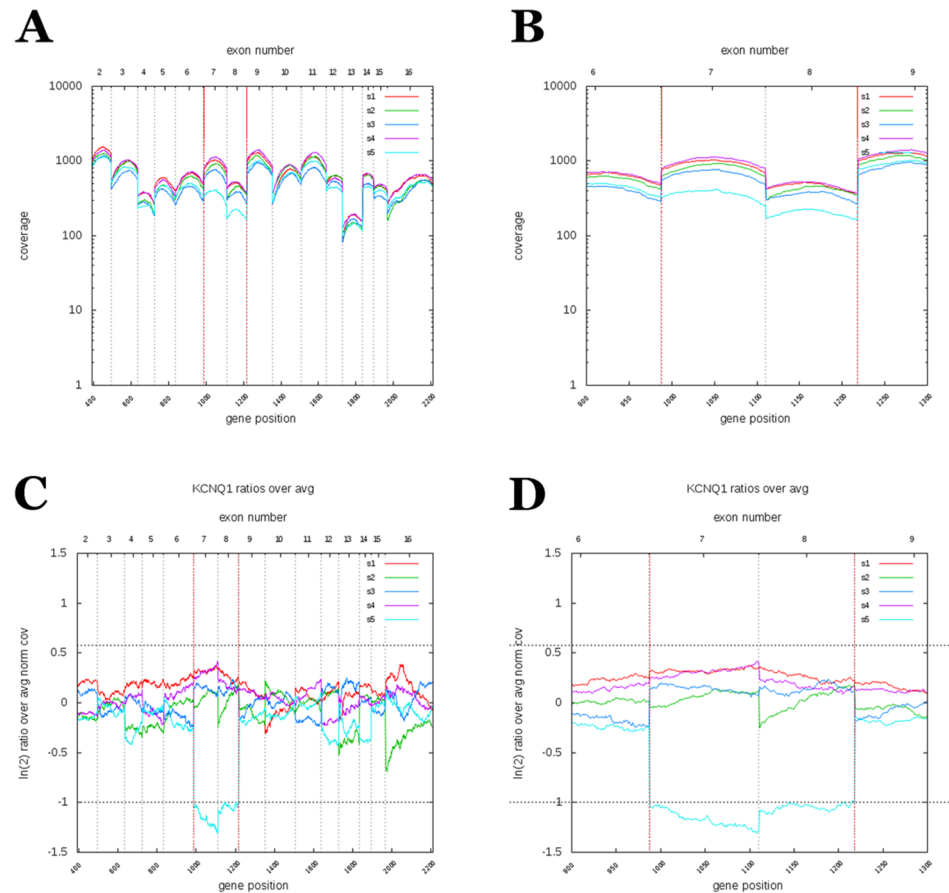 A
exon number
2 3 4 5 6 7 8 9 10 11 12 13 14 15 16
10000
1000
100
10
1
coverage
s1
s2
s3
s4
s5
400 600 800 1000 1200 1400 1600 1800 2000 2200
gene position
B
exon number
6 7 8 9
10000
1000
100
10
1
coverage
s1
s2
s3
s4
s5
900 950 1000 1050 1100 1150 1200 1250 1300
gene position
C
KCNQ1 ratios over avg
exon number
2 3 4 5 6 7 8 9 10 11 12 13 14 15 16
1.5
1
0.5
0
-0.5
-1
-1.5
ln(2) ratio over avg norm cov
s1
s2
s3
s4
s5
400 600 800 1000 1200 1400 1600 1800 2000 2200
gene position
D
KCNQ1 ratios over avg
exon number
6 7 8 9
1.5
1
0.5
0
-0.5
-1
-1.5
ln(2) ratio over avg norm cov
s1
s2
s3
s4
s5
900 950 1000 1050 1100 1150 1200 1250 1300
gene position